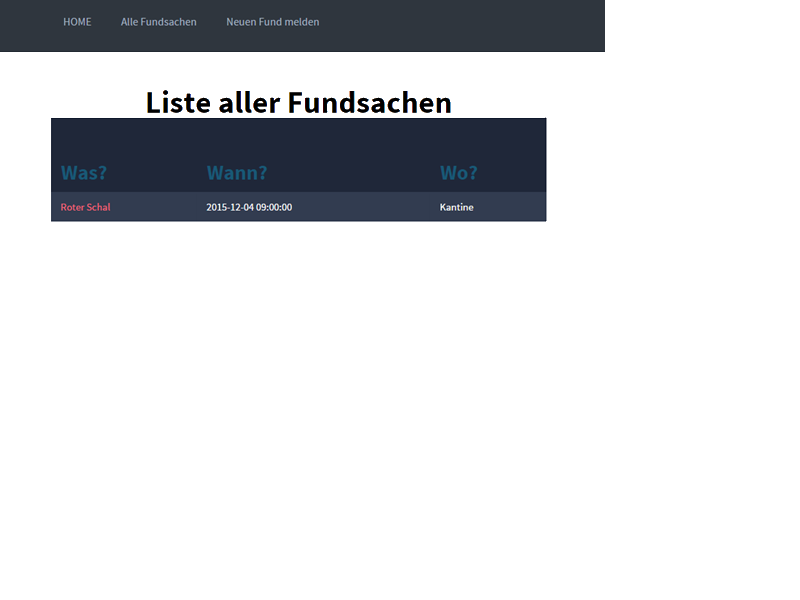 HOME Alle Fundsachen Neuen Fund melden
Liste aller Fundsachen
Was? Wann? Wo?
Roter Schal 2015-12-04 09:00:00 Kantine